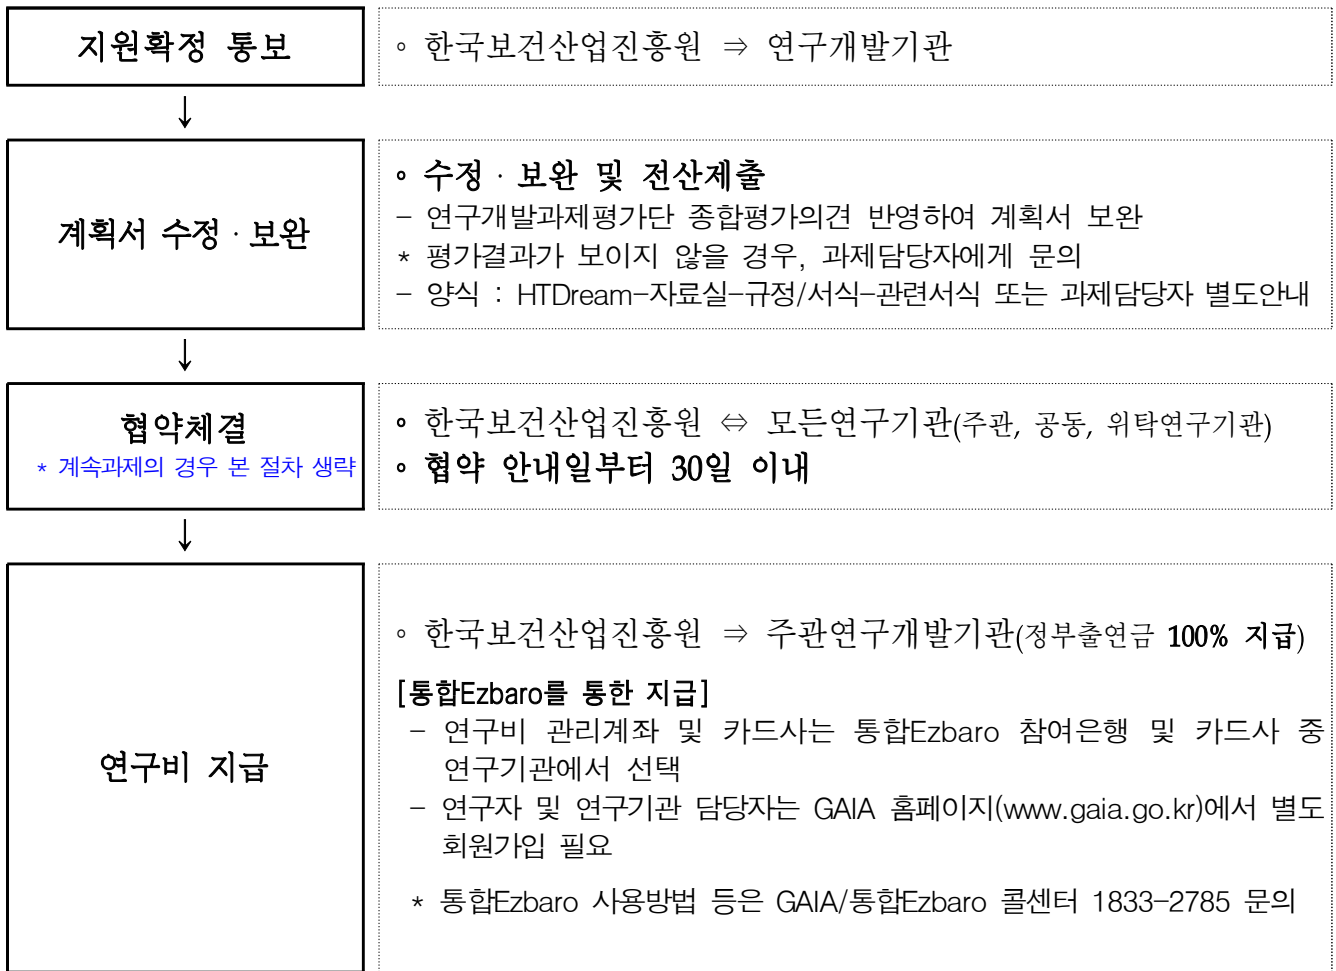 지원확정 통보
◦ 한국보건산업진흥원 ⇒ 연구개발기관
↓
계획서 수정·보완
◦ 수정·보완 및 전산제출
- 연구개발과제평가단 종합평가의견 반영하여 계획서 보완
* 평가결과가 보이지 않을 경우, 과제담당자에게 문의
- 양식 : HTDream-자료실-규정/서식-관련서식 또는 과제담당자 별도안내
↓
협약체결
* 계속과제의 경우 본 절차 생략
◦ 한국보건산업진흥원 ⇔ 모든연구기관(주관, 공동, 위탁연구기관)
◦ 협약 안내일부터 30일 이내
↓
연구비 지급
◦ 한국보건산업진흥원 ⇒ 주관연구개발기관(정부출연금 100% 지급)
[통합Ezbaro를 통한 지급]
- 연구비 관리계좌 및 카드사는 통합Ezbaro 참여은행 및 카드사 중
연구기관에서 선택
- 연구자 및 연구기관 담당자는 GAIA 홈페이지(www.gaia.go.kr)에서 별도
회원가입 필요
* 통합Ezbaro 사용방법 등은 GAIA/통합Ezbaro 콜센터 1833-2785 문의